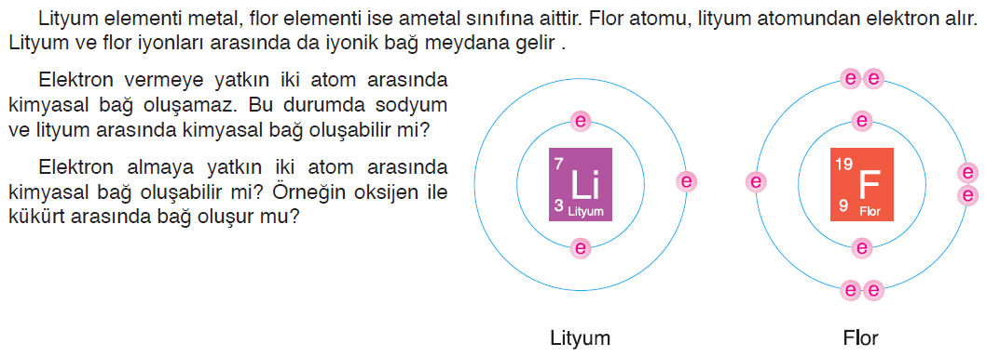 Lityum elementi metal, flor elementi ise ametal sınıfına aittir. Flor atomu, lityum atomundan elektron alır.
Lityum ve flor iyonları arasında da iyonik bağ meydana gelir .
Elektron vermeye yatkın iki atom arasında
kimyasal bağ oluşamaz. Bu durumda sodyum
ve lityum arasında kimyasal bağ oluşabilir mi?
Elektron almaya yatkın iki atom arasında
kimyasal bağ oluşabilir mi? Örneğin oksijen ile
kükürt arasında bağ oluşur mu?
e
7
Li
3 Lityum
e
e
Lityum
e e
e
19
F
9 Flor
e
e
e
e
e e
Flor